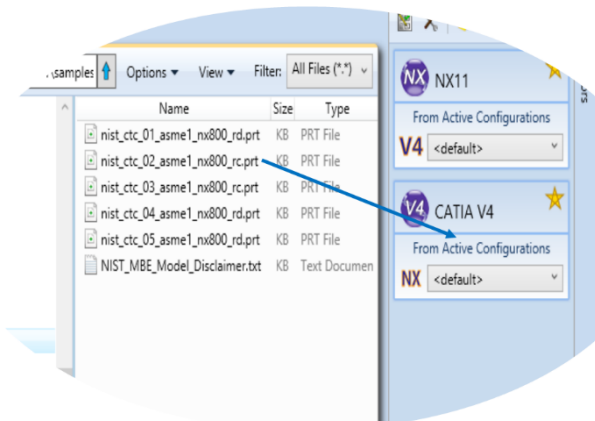 \samples Options ▾ View ▾ Filter: All Files (*.*)
Name Size Type
nist_ctc_01_asme1_nx800_rd.prt KB PRT File
nist_ctc_02_asme1_nx800_rc.prt KB PRT File
nist_ctc_03_asme1_nx800_rc.prt KB PRT File
nist_ctc_04_asme1_nx800_rd.prt KB PRT File
nist_ctc_05_asme1_nx800_rd.prt KB PRT File
NIST_MBE_Model_Disclaimer.txt KB Text Documen
NX NX11
From Active Configurations
V4 <default>
V4 CATIA V4
From Active Configurations
NX <default>
ors